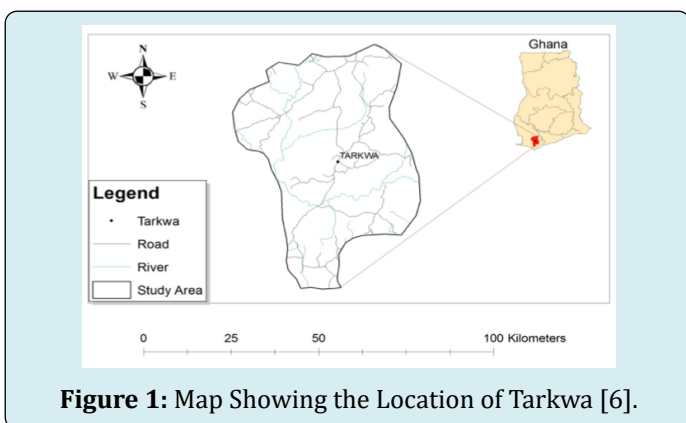 N
W E
S
Ghana
TARKWA
Legend
Tarkwa
Road
River
Study Area
0 25 50 100 Kilometers
Figure 1: Map Showing the Location of Tarkwa [6].